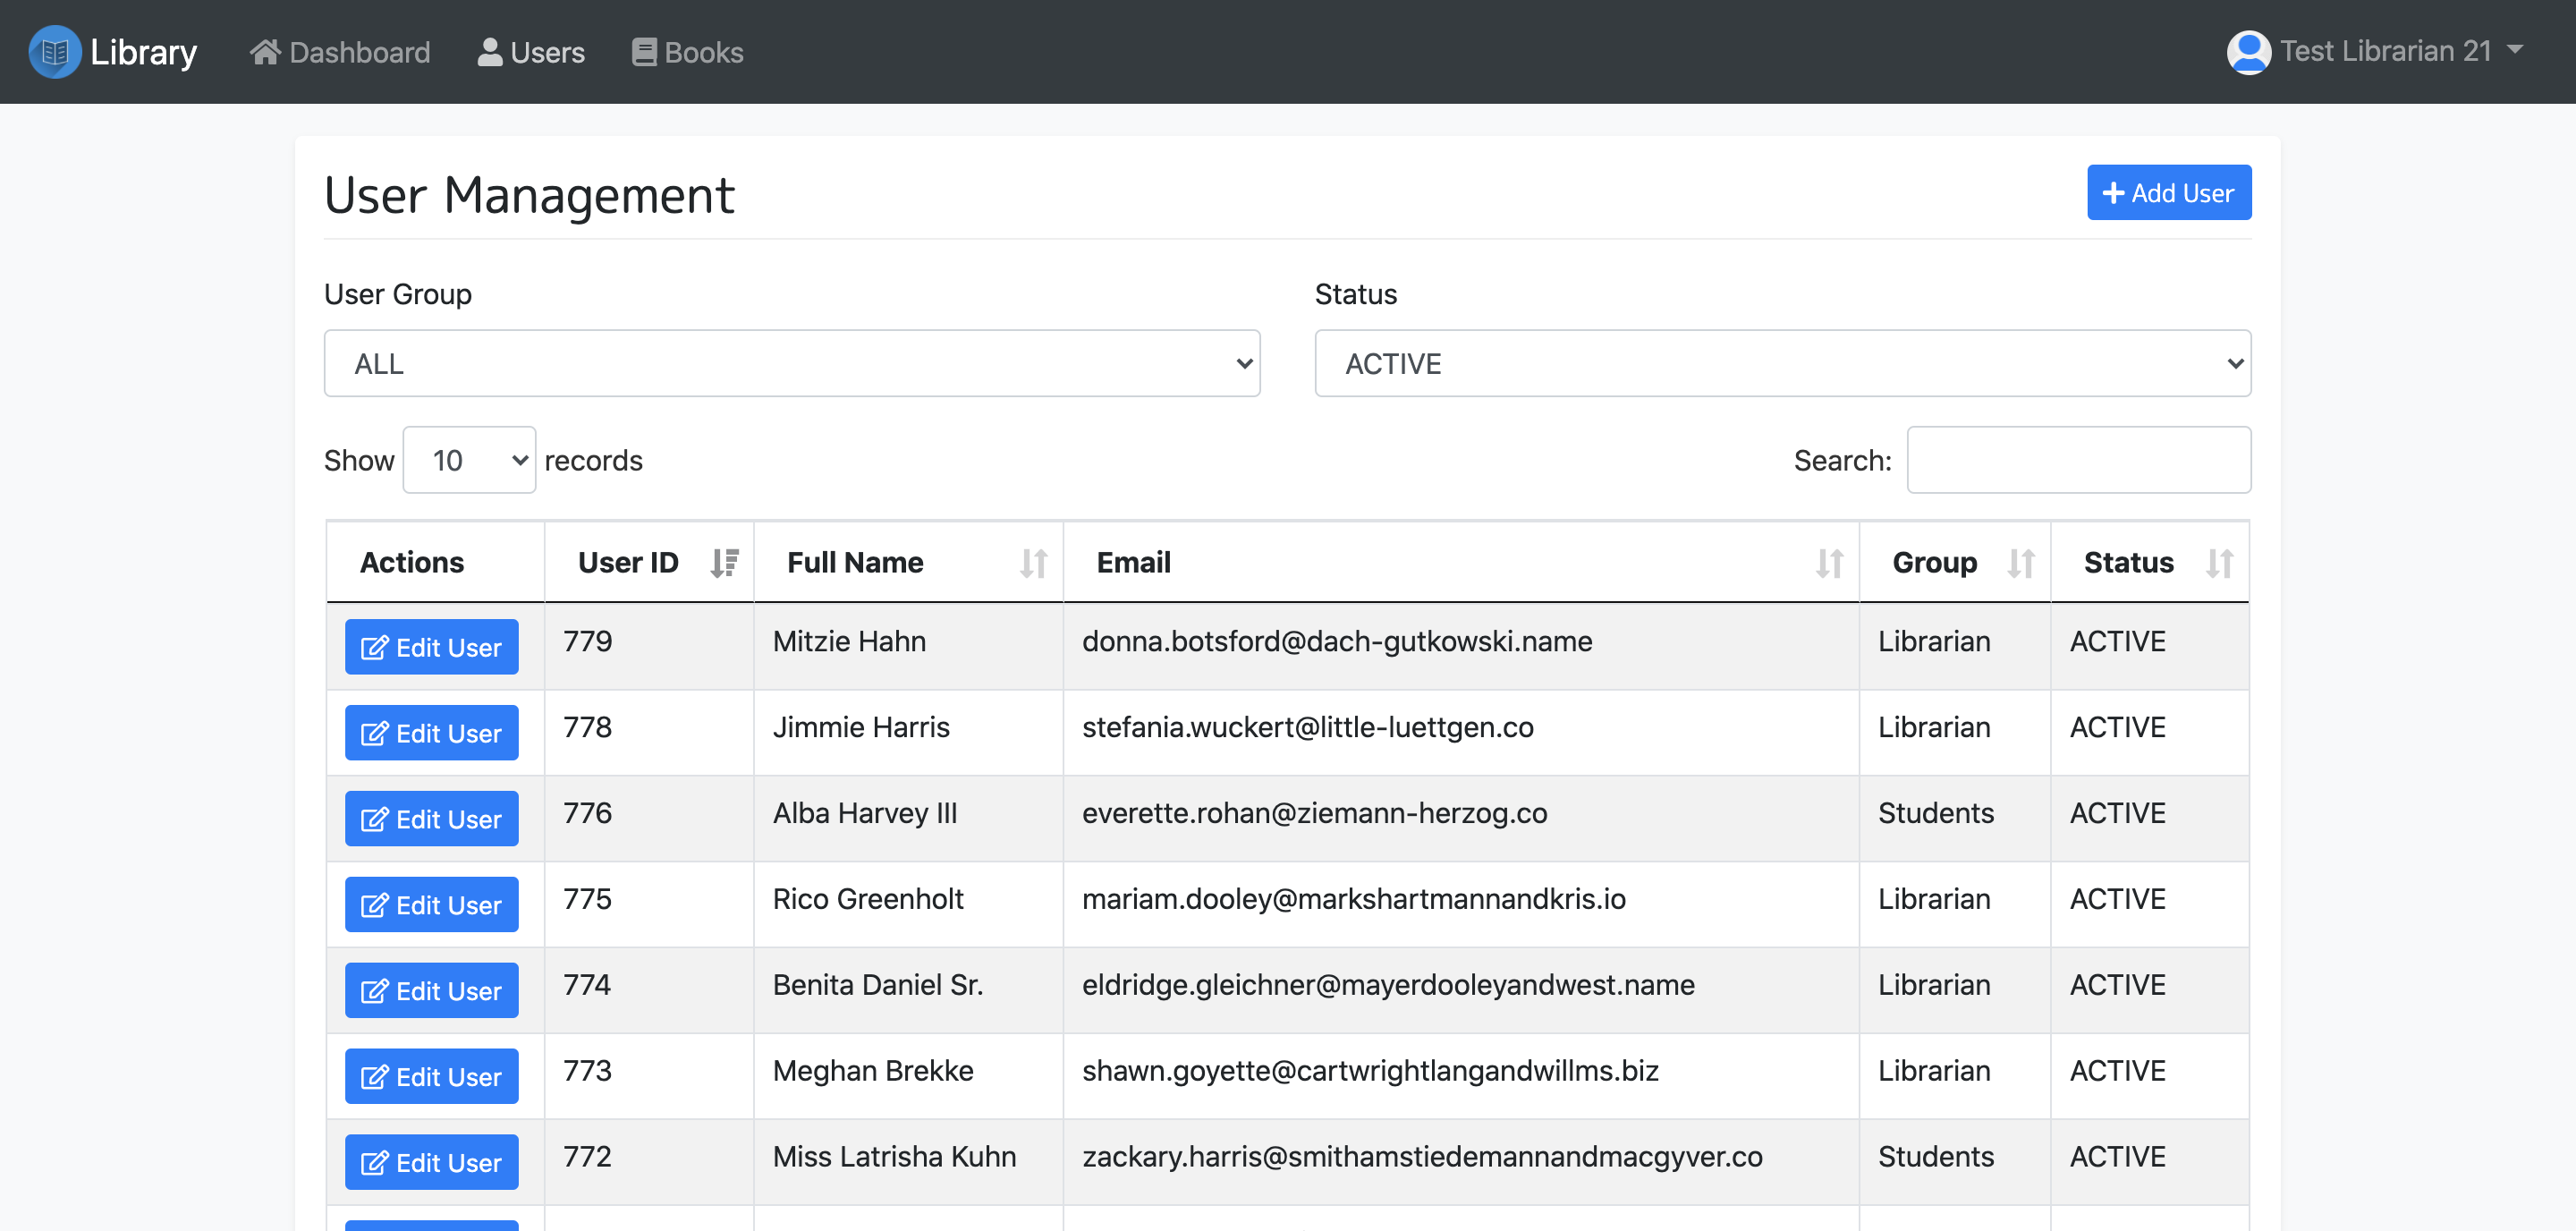 Library Dashboard Users Books Test Librarian 21
User Management Add User
User Group Status
ALL ACTIVE
Show 10 records Search:
Actions User ID Full Name Email Group Status
Edit User 779 Mitzie Hahn donna.botsford@dach-gutkowski.name Librarian ACTIVE
Edit User 778 Jimmie Harris stefania.wuckert@little-luettgen.co Librarian ACTIVE
Edit User 776 Alba Harvey III everette.rohan@ziemann-herzog.co Students ACTIVE
Edit User 775 Rico Greenholt mariam.dooley@markshartmannandkris.io Librarian ACTIVE
Edit User 774 Benita Daniel Sr. eldridge.gleichner@mayerdooleyandwest.name Librarian ACTIVE
Edit User 773 Meghan Brekke shawn.goyette@cartwrightlangandwillms.biz Librarian ACTIVE
Edit User 772 Miss Latrisha Kuhn zackary.harris@smithamstiedemannandmacgyver.co Students ACTIVE